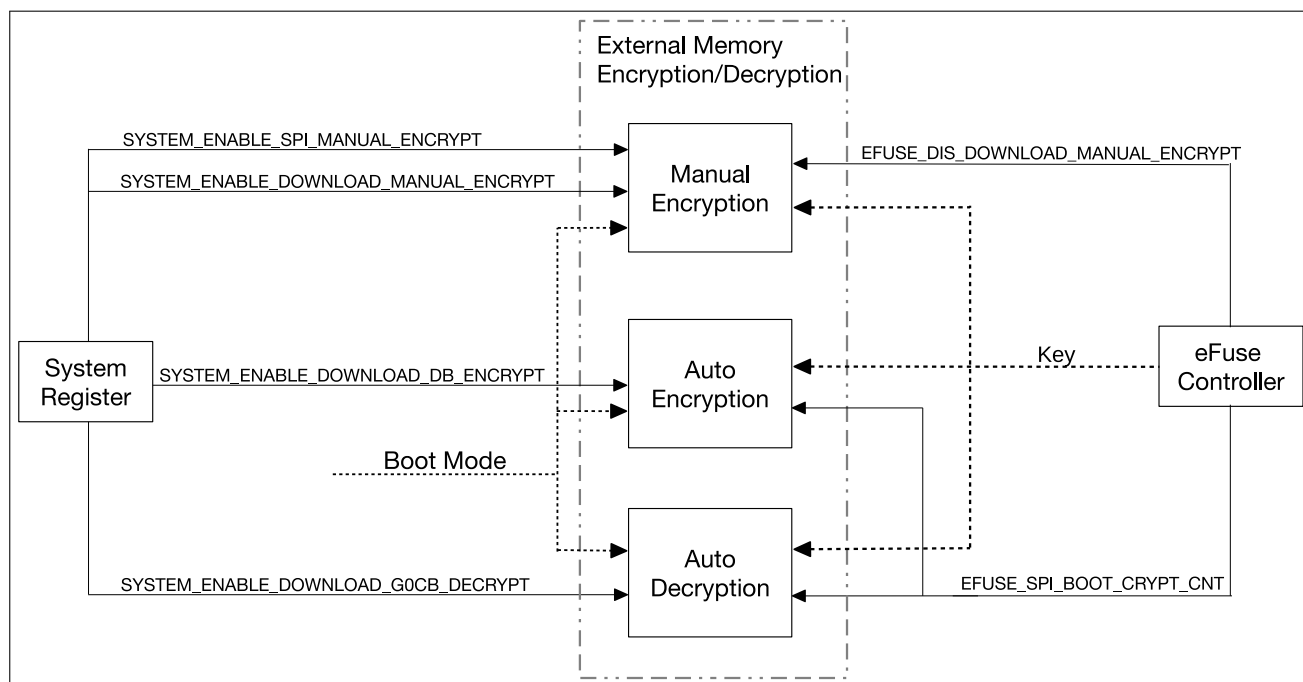 External Memory
Encryption/Decryption
SYSTEM_ENABLE_SPI_MANUAL_ENCRYPT
SYSTEM_ENABLE_DOWNLOAD_MANUAL_ENCRYPT
Manual
Encryption
EFUSE_DIS_DOWNLOAD_MANUAL_ENCRYPT
System
Register
SYSTEM_ENABLE_DOWNLOAD_DB_ENCRYPT
Auto
Encryption
Key
eFuse
Controller
Boot Mode
SYSTEM_ENABLE_DOWNLOAD_G0CB_DECRYPT
Auto
Decryption
EFUSE_SPI_BOOT_CRYPT_CNT